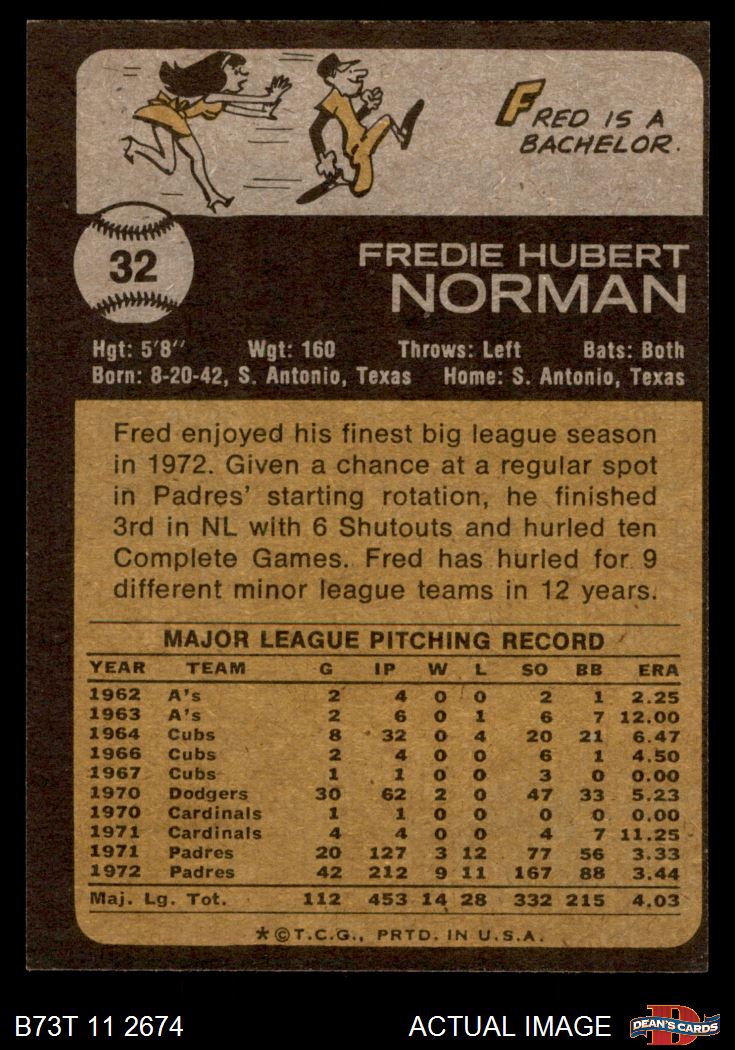 FRED IS A
BACHELOR.
32
FREDIE HUBERT
NORMAN
Hgt: 5'8" Wgt: 160 Throws: Left Bats: Both
Born: 8-20-42, S. Antonio, Texas Home: S. Antonio, Texas
Fred enjoyed his finest big league season
in 1972. Given a chance at a regular spot
in Padres' starting rotation, he finished
3rd in NL with 6 Shutouts and hurled ten
Complete Games. Fred has hurled for 9
different minor league teams in 12 years.
MAJOR LEAGUE PITCHING RECORD
YEAR TEAM G IP W L SO BB ERA
1962 A's 2 4 0 0 2 1 2.25
1963 A's 2 6 0 1 6 7 12.00
1964 Cubs 8 32 0 4 20 21 6.47
1966 Cubs 2 4 0 0 6 1 4.50
1967 Cubs 1 1 0 0 3 0 0.00
1970 Dodgers 30 62 2 0 47 33 5.23
1970 Cardinals 1 1 0 0 0 0 0.00
1971 Cardinals 4 4 0 0 4 7 11.25
1971 Padres 20 127 3 12 77 56 3.33
1972 Padres 42 212 9 11 167 88 3.44
Maj. Lg. Tot. 112 453 14 28 332 215 4.03
*©T.C.G., PRTD. IN U.S.A.
B73T 11 2674 ACTUAL IMAGE D DEAN'S CARDS